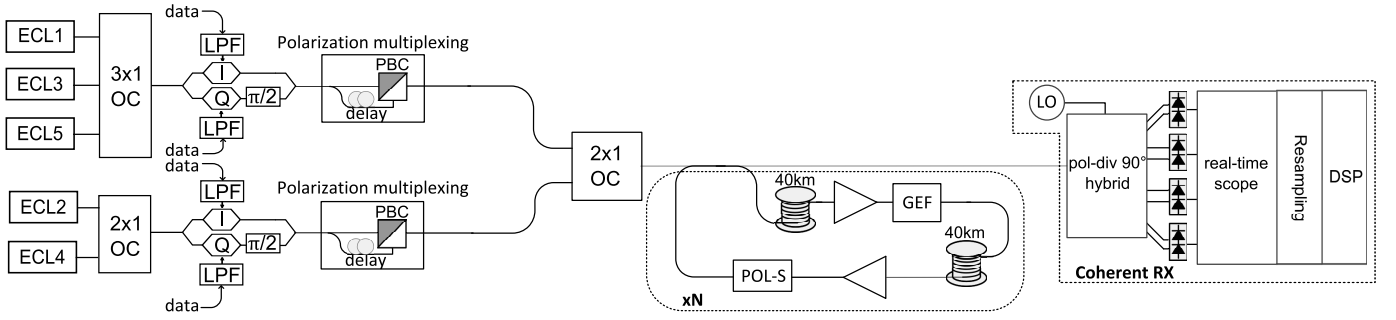 ECL1
ECL3
ECL5
3x1
OC
data
LPF
I
Q
π/2
LPF
data
Polarization multiplexing
PBC
delay
ECL2
ECL4
2x1
OC
data
LPF
I
Q
π/2
LPF
data
Polarization multiplexing
PBC
delay
2x1
OC
40km
GEF
40km
POL-S
xN
LO
pol-div 90°
hybrid
real-time
scope
Resampling
DSP
Coherent RX